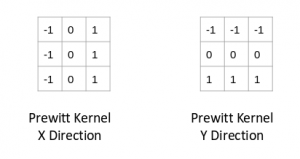 -1 0 1
-1 0 1
-1 0 1
Prewitt Kernel
X Direction
-1 -1 -1
0 0 0
1 1 1
Prewitt Kernel
Y Direction